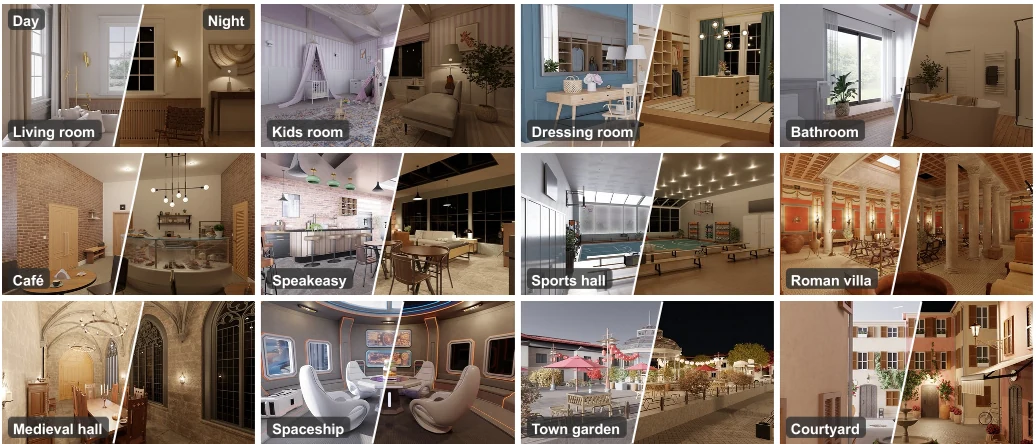 Day
Night
Living room
Kids room
Dressing room
Bathroom
Café
Speakeasy
Sports hall
Roman villa
Medieval hall
Spaceship
Town garden
Courtyard